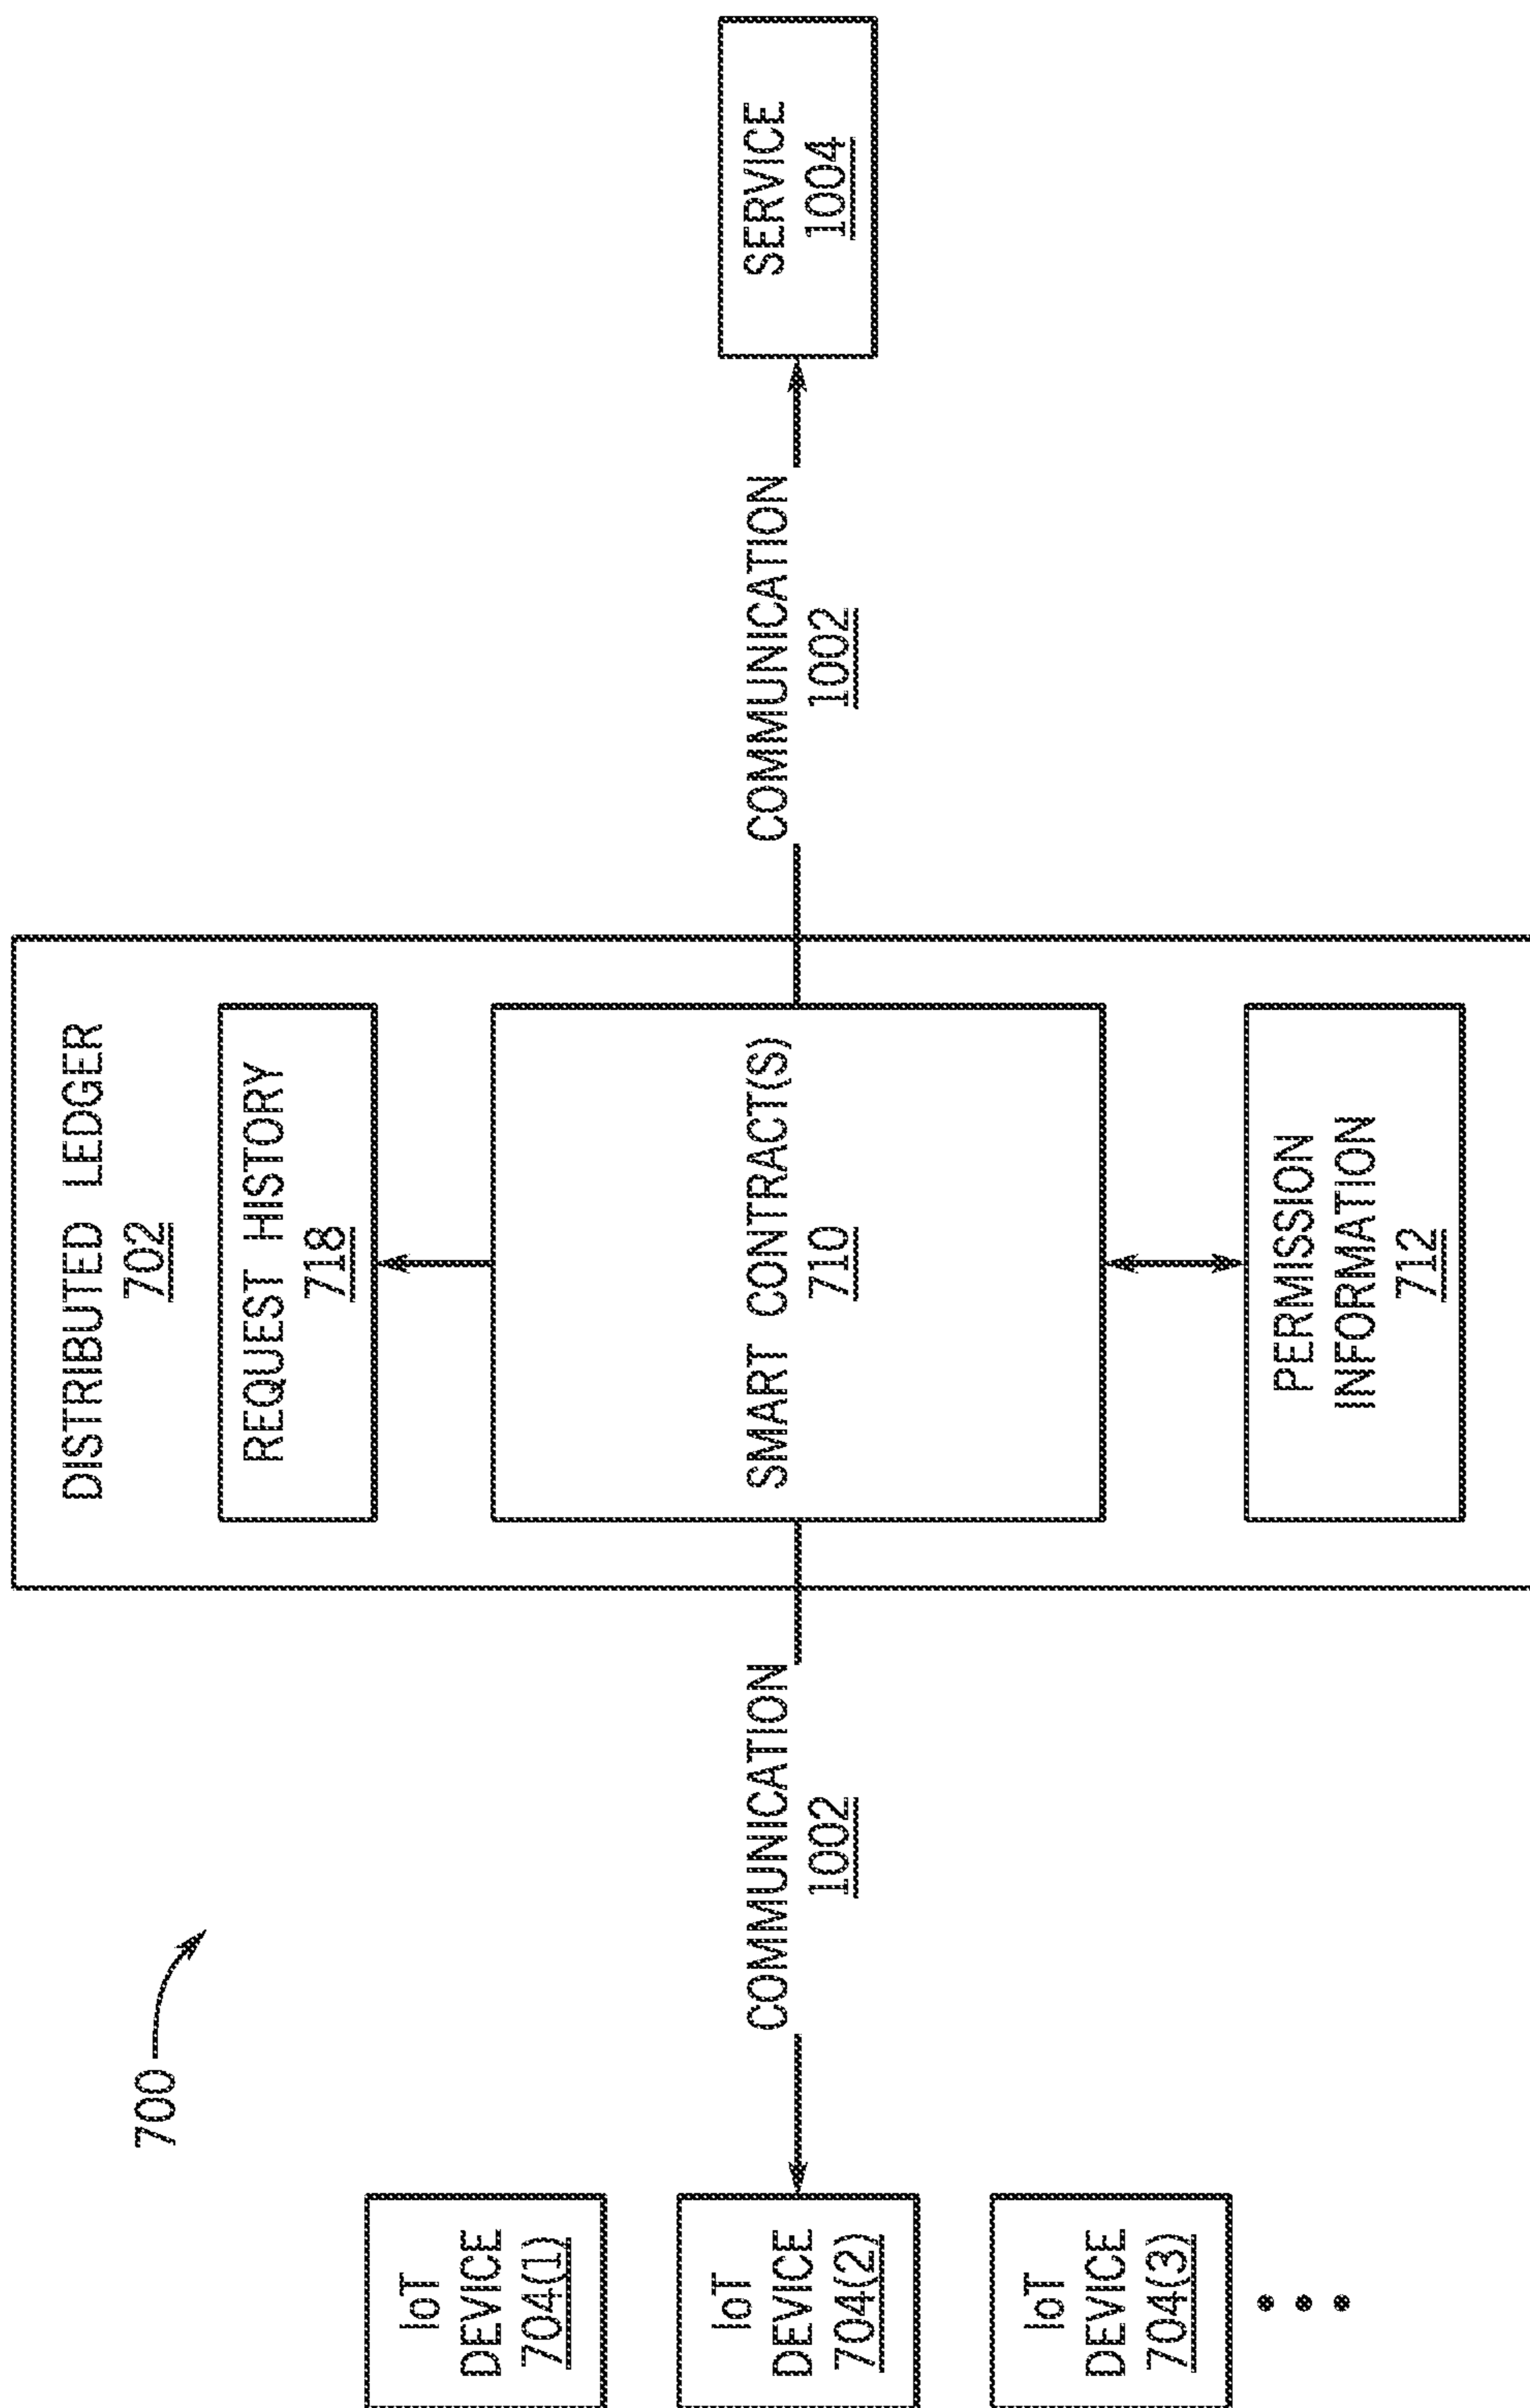 700
IoT
DEVICE
704(1)
IoT
DEVICE
704(2)
IoT
DEVICE
704(3)
COMMUNICATION
1002
DISTRIBUTED LEDGER
702
REQUEST HISTORY
718
SMART CONTRACT(S)
710
PERMISSION
INFORMATION
712
COMMUNICATION
1002
SERVICE
1004